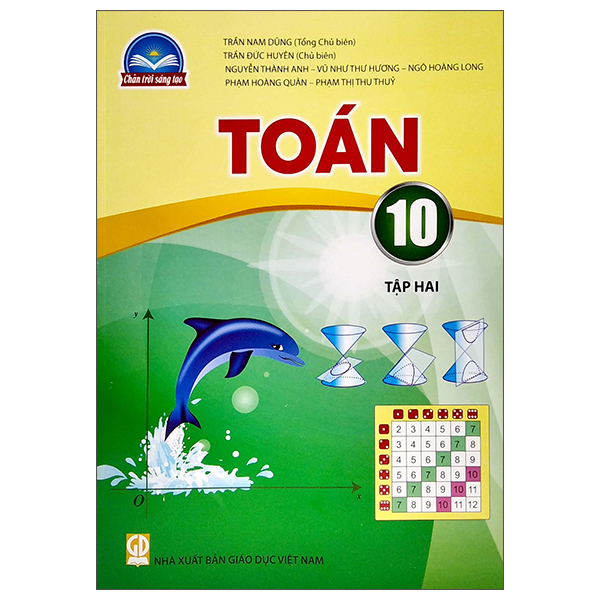 Chân trời sáng tạo
TRẦN NAM DŨNG (Tổng Chủ biên)
TRẦN ĐỨC HUYÊN (Chủ biên)
NGUYỄN THÀNH ANH – VŨ NHƯ THƯ HƯƠNG – NGÔ HOÀNG LONG
PHẠM HOÀNG QUÂN – PHẠM THỊ THU THUỶ
TOÁN
10
TẬP HAI
y
2 3 4 5 6 7
3 4 5 6 7 8
4 5 6 7 8 9
5 6 7 8 9 10
6 7 8 9 10 11
7 8 9 10 11 12
O
x
GD
NHÀ XUẤT BẢN GIÁO DỤC VIỆT NAM